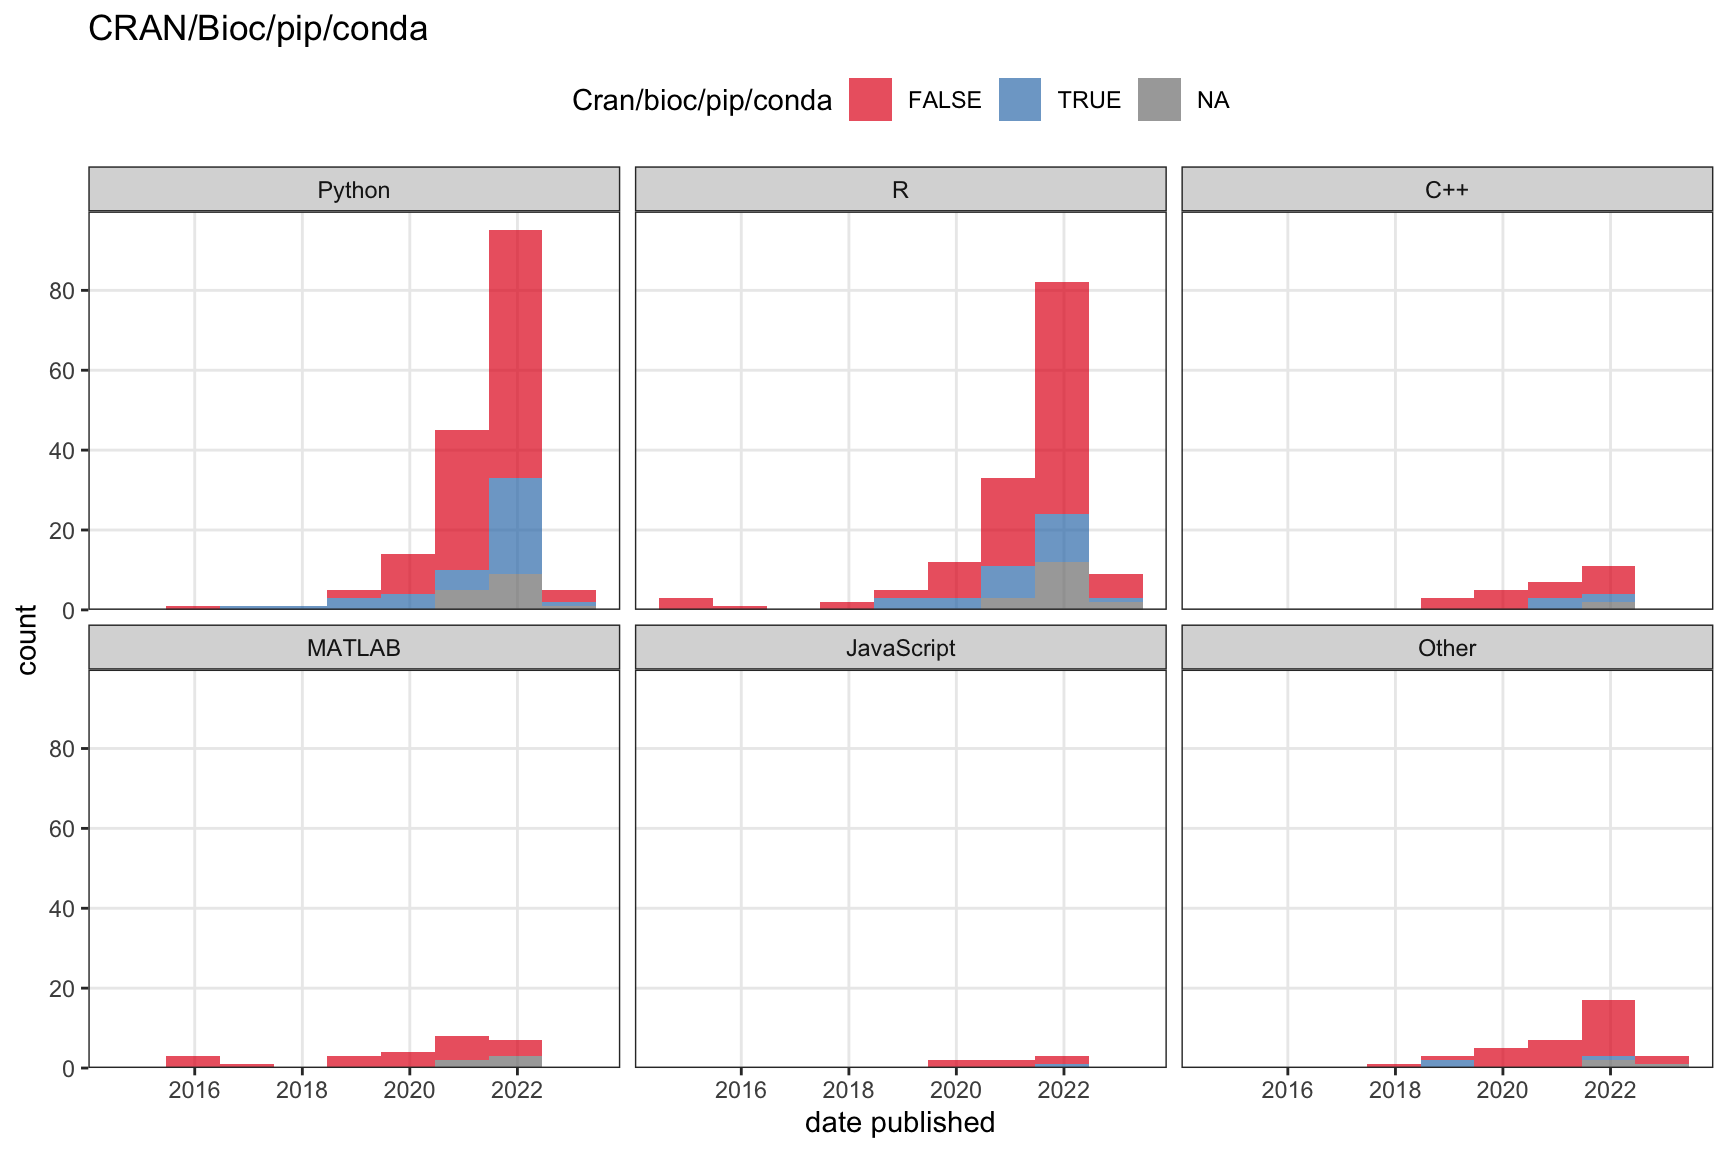 CRAN/Bioc/pip/conda
Cran/bioc/pip/conda FALSE TRUE NA
Python R C++
80
60
40
20
0
count
MATLAB JavaScript Other
80
60
40
20
0
2016 2018 2020 2022 2016 2018 2020 2022 2016 2018 2020 2022
date published